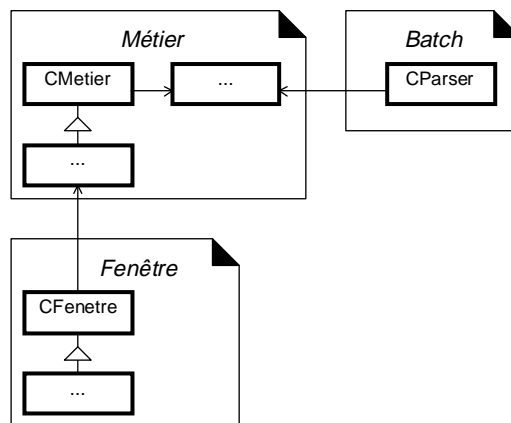 Métier
CMetier
...
...
Batch
CParser
Fenêtre
CFenetre
...